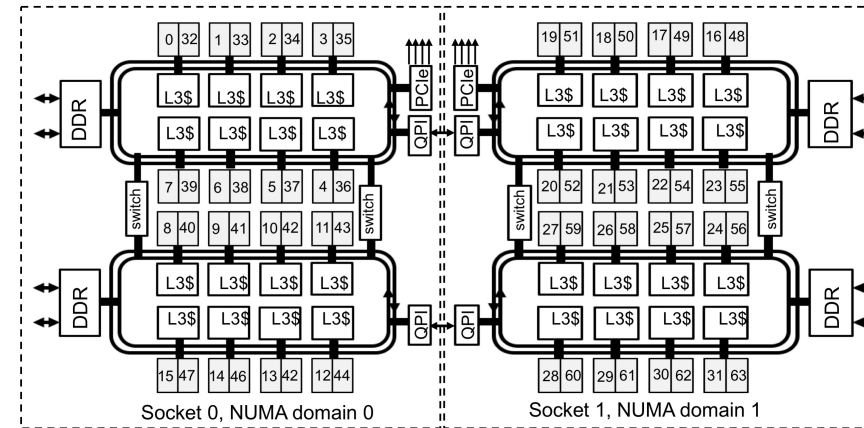 0 32 1 33 2 34 3 35 19 51 18 50 17 49 16 48
DDR L3$ L3$ L3$ L3$ PCIe PCIe L3$ L3$ L3$ L3$ DDR
L3$ L3$ L3$ L3$ QPI QPI L3$ L3$ L3$ L3$
7 39 6 38 5 37 4 36 20 52 21 53 22 54 23 55
switch switch switch switch
8 40 9 41 10 42 11 43 27 59 26 58 25 57 24 56
DDR L3$ L3$ L3$ L3$ L3$ L3$ L3$ L3$ DDR
L3$ L3$ L3$ L3$ QPI QPI L3$ L3$ L3$ L3$
15 47 14 46 13 42 12 44 28 60 29 61 30 62 31 63
Socket 0, NUMA domain 0 Socket 1, NUMA domain 1